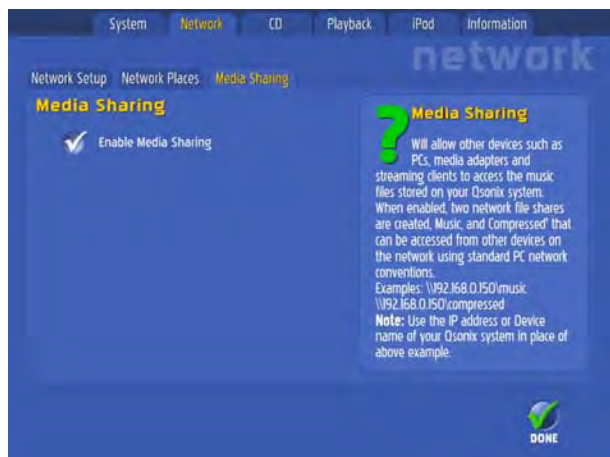 System Network CD Playback iPod Information
network
Network Setup Network Places Media Sharing
Media Sharing
Enable Media Sharing
Media Sharing
Will allow other devices such as
PCs, media adapters and
streaming clients to access the music
files stored on your Qsonix system.
When enabled, two network file shares
are created, Music, and Compressed' that
can be accessed from other devices on
the network using standard PC network
conventions.
Examples: \\192.168.0.150\music
\\192.168.0.150\compressed
Note: Use the IP address or Device
name of your Qsonix system in place of
above example.
DONE